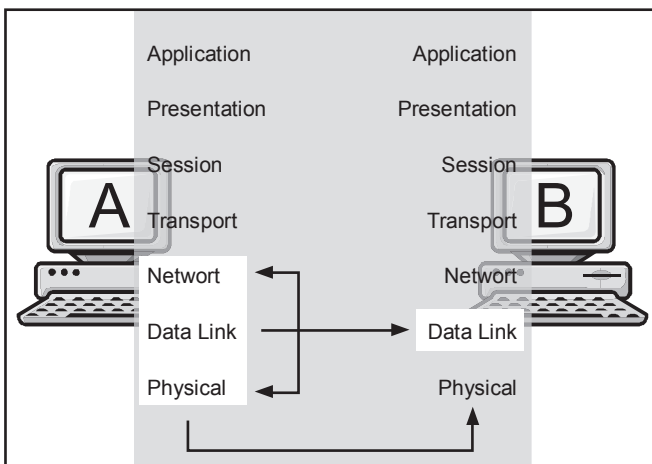 Application Application
Presentation Presentation
Session Session
A Transport Transport B
Networt Networt
Data Link Data Link
Physical Physical